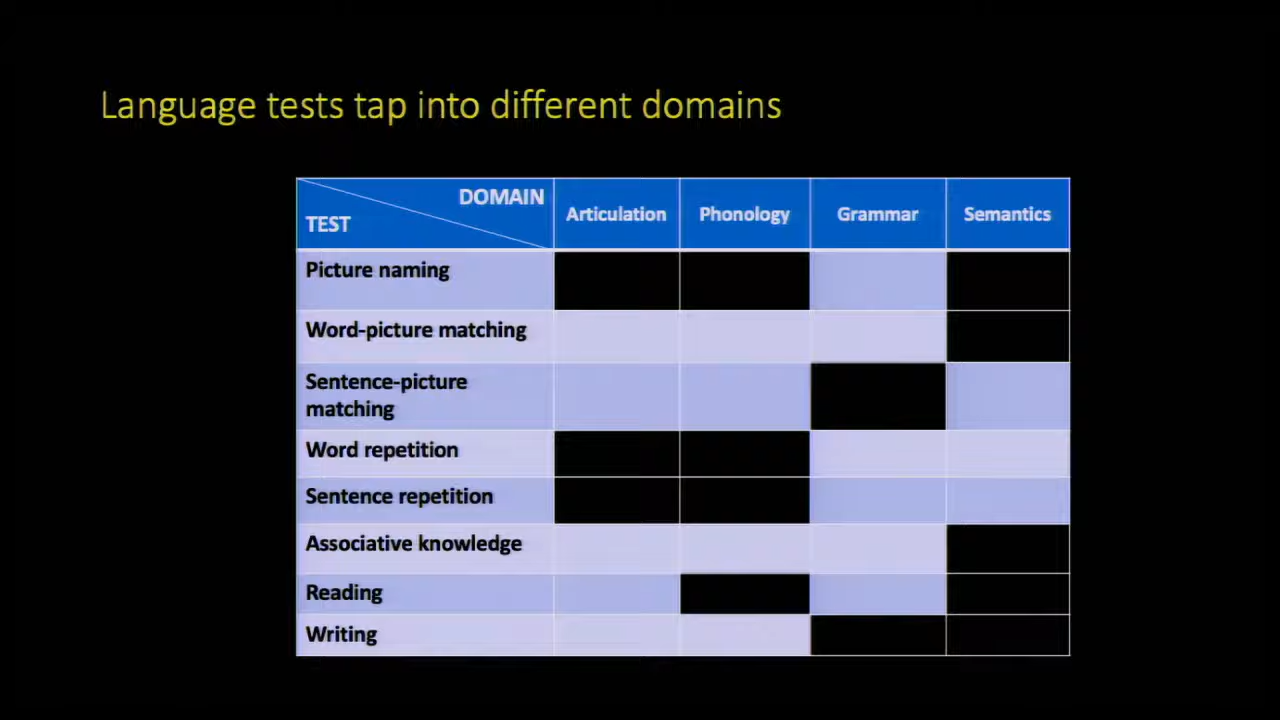 Language tests tap into different domains
DOMAIN
TEST
Articulation
Phonology
Grammar
Semantics
Picture naming
Word-picture matching
Sentence-picture
matching
Word repetition
Sentence repetition
Associative knowledge
Reading
Writing